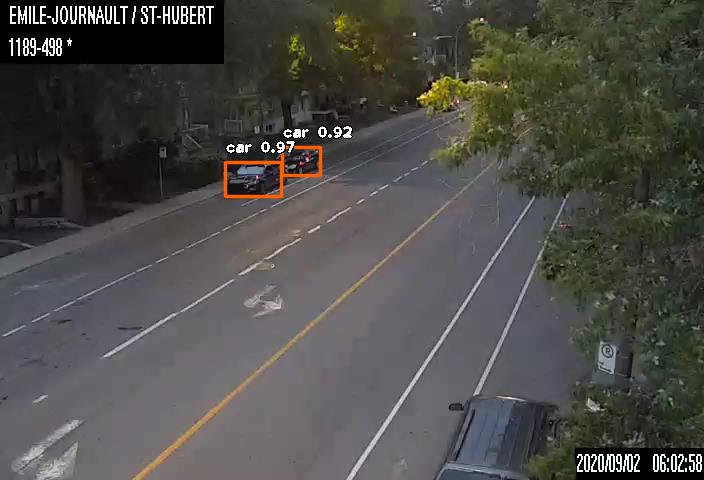 EMILE-JOURNAULT / ST-HUBERT
1189-498 *
car 0.92
car 0.97
2020/09/02 06:02:58